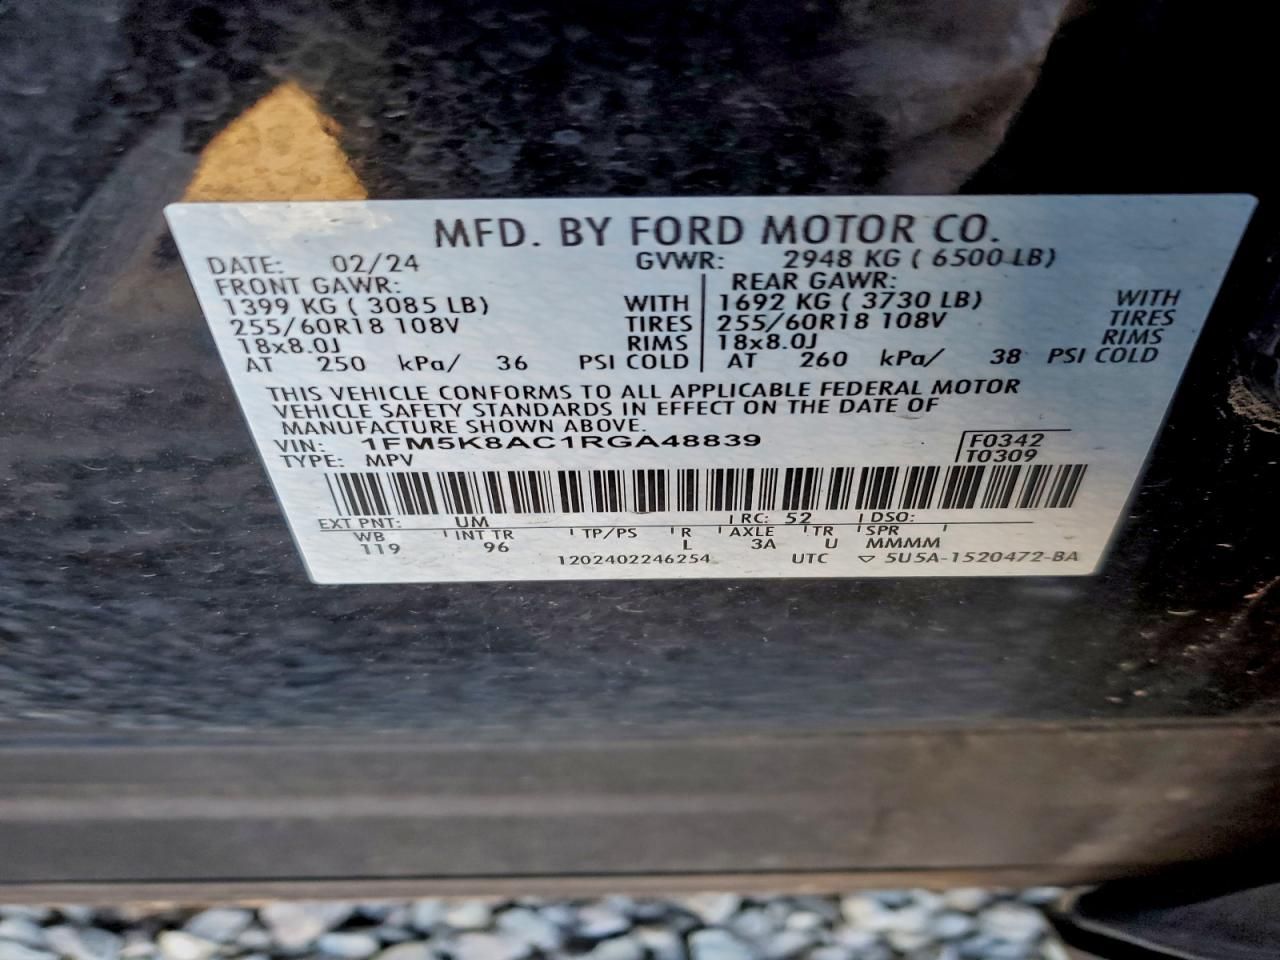 MFD. BY FORD MOTOR CO.
DATE: 02/24 GVWR: 2948 KG ( 6500 LB)
FRONT GAWR: REAR GAWR:
1399 KG ( 3085 LB) WITH 1692 KG ( 3730 LB) WITH
255/60R18 108V TIRES 255/60R18 108V TIRES
18x8.0J RIMS 18x8.0J RIMS
AT 250 kPa/ 36 PSI COLD AT 260 kPa/ 38 PSI COLD
THIS VEHICLE CONFORMS TO ALL APPLICABLE FEDERAL MOTOR
VEHICLE SAFETY STANDARDS IN EFFECT ON THE DATE OF
MANUFACTURE SHOWN ABOVE.
VIN: 1FM5K8AC1RGA48839 F0342
TYPE: MPV T0309
EXT PNT: UM RC: 52 DSO:
WB INT TR TP/PS R AXLE TR SPR
119 96 L 3A U MMMM
1202402246254 UTC ▽ 5U5A-1520472-BA